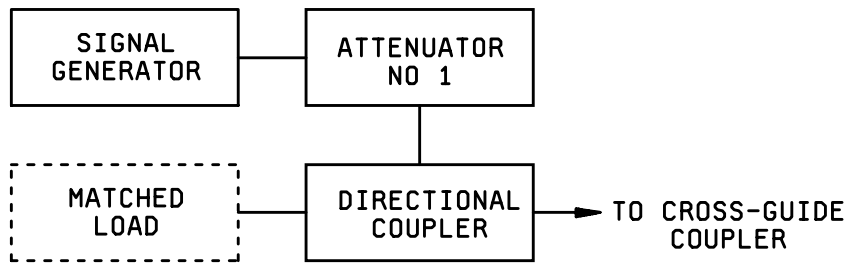 SIGNAL
GENERATOR
ATTENUATOR
NO 1
MATCHED
LOAD
DIRECTIONAL
COUPLER
TO CROSS-GUIDE
COUPLER